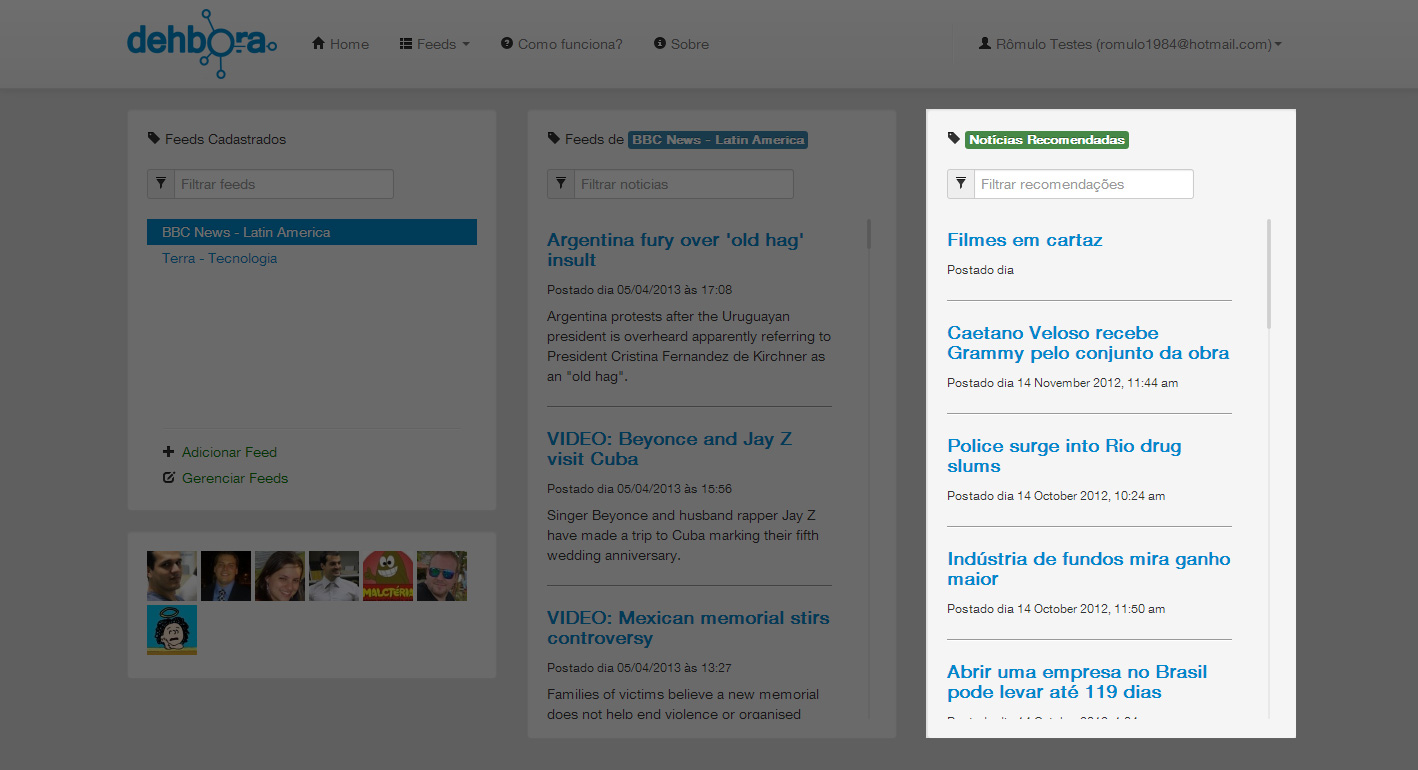 dehbora
Home
Feeds
Como funciona?
Sobre
Rômulo Testes (romulo1984@hotmail.com)
Feeds Cadastrados
Filtrar feeds
BBC News - Latin America
Terra - Tecnologia
Adicionar Feed
Gerenciar Feeds
MALCTÉRIA
Feeds de BBC News - Latin America
Filtrar noticias
Argentina fury over 'old hag'
insult
Postado dia 05/04/2013 às 17:08
Argentina protests after the Uruguayan
president is overheard apparently referring to
President Cristina Fernandez de Kirchner as
an "old hag".
VIDEO: Beyonce and Jay Z
visit Cuba
Postado dia 05/04/2013 às 15:56
Singer Beyonce and husband rapper Jay Z
have made a trip to Cuba marking their fifth
wedding anniversary.
VIDEO: Mexican memorial stirs
controversy
Postado dia 05/04/2013 às 13:27
Families of victims believe a new memorial
does not help end violence or organised
Notícias Recomendadas
Filtrar recomendações
Filmes em cartaz
Postado dia
Caetano Veloso recebe
Grammy pelo conjunto da obra
Postado dia 14 November 2012, 11:44 am
Police surge into Rio drug
slums
Postado dia 14 October 2012, 10:24 am
Indústria de fundos mira ganho
maior
Postado dia 14 October 2012, 11:50 am
Abrir uma empresa no Brasil
pode levar até 119 dias